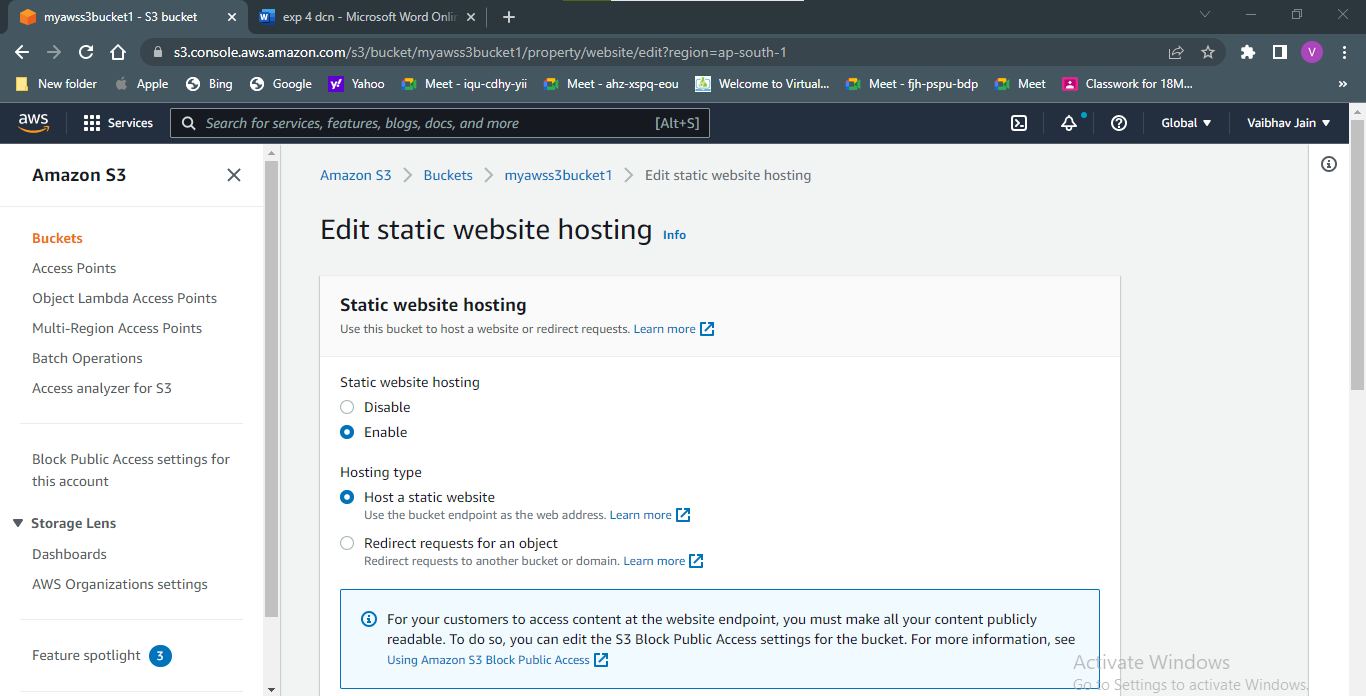 myawss3bucket1 - S3 bucket
exp 4 dcn - Microsoft Word Onlin
s3.console.aws.amazon.com/s3/bucket/myawss3bucket1/property/website/edit?region=ap-south-1
V
New folder
Apple
Bing
Google
Yahoo
Meet - iqu-cdhy-yii
Meet - ahz-xspq-eou
Welcome to Virtual...
Meet - fjh-pspu-bdp
Meet
Classwork for 18M...
»
aws
Services
Search for services, features, blogs, docs, and more
[Alt+S]
Global
Vaibhav Jain
Amazon S3
Buckets
Access Points
Object Lambda Access Points
Multi-Region Access Points
Batch Operations
Access analyzer for S3
Block Public Access settings for
this account
Storage Lens
Dashboards
AWS Organizations settings
Feature spotlight 3
Amazon S3
Buckets
myawss3bucket1
Edit static website hosting
Edit static website hosting Info
Static website hosting
Use this bucket to host a website or redirect requests. Learn more
Static website hosting
Disable
Enable
Hosting type
Host a static website
Use the bucket endpoint as the web address. Learn more
Redirect requests for an object
Redirect requests to another bucket or domain. Learn more
For your customers to access content at the website endpoint, you must make all your content publicly
readable. To do so, you can edit the S3 Block Public Access settings for the bucket. For more information, see
Using Amazon S3 Block Public Access
Activate Windows
Go to Settings to activate Windows.